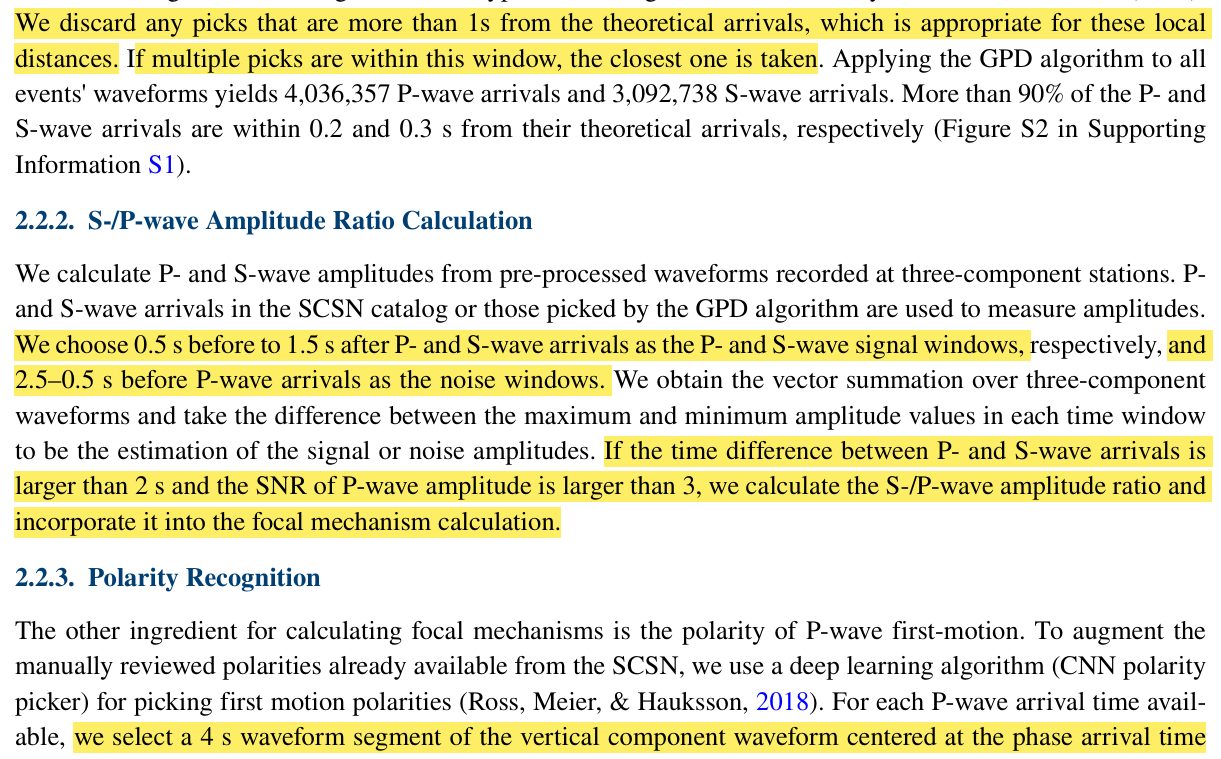 We discard any picks that are more than 1s from the theoretical arrivals, which is appropriate for these local
distances. If multiple picks are within this window, the closest one is taken. Applying the GPD algorithm to all
events' waveforms yields 4,036,357 P-wave arrivals and 3,092,738 S-wave arrivals. More than 90% of the P- and
S-wave arrivals are within 0.2 and 0.3 s from their theoretical arrivals, respectively (Figure S2 in Supporting
Information S1).
2.2.2. S-/P-wave Amplitude Ratio Calculation
We calculate P- and S-wave amplitudes from pre-processed waveforms recorded at three-component stations. P-
and S-wave arrivals in the SCSN catalog or those picked by the GPD algorithm are used to measure amplitudes.
We choose 0.5 s before to 1.5 s after P- and S-wave arrivals as the P- and S-wave signal windows, respectively, and
2.5–0.5 s before P-wave arrivals as the noise windows. We obtain the vector summation over three-component
waveforms and take the difference between the maximum and minimum amplitude values in each time window
to be the estimation of the signal or noise amplitudes. If the time difference between P- and S-wave arrivals is
larger than 2 s and the SNR of P-wave amplitude is larger than 3, we calculate the S-/P-wave amplitude ratio and
incorporate it into the focal mechanism calculation.
2.2.3. Polarity Recognition
The other ingredient for calculating focal mechanisms is the polarity of P-wave first-motion. To augment the
manually reviewed polarities already available from the SCSN, we use a deep learning algorithm (CNN polarity
picker) for picking first motion polarities (Ross, Meier, & Hauksson, 2018). For each P-wave arrival time avail-
able, we select a 4 s waveform segment of the vertical component waveform centered at the phase arrival time